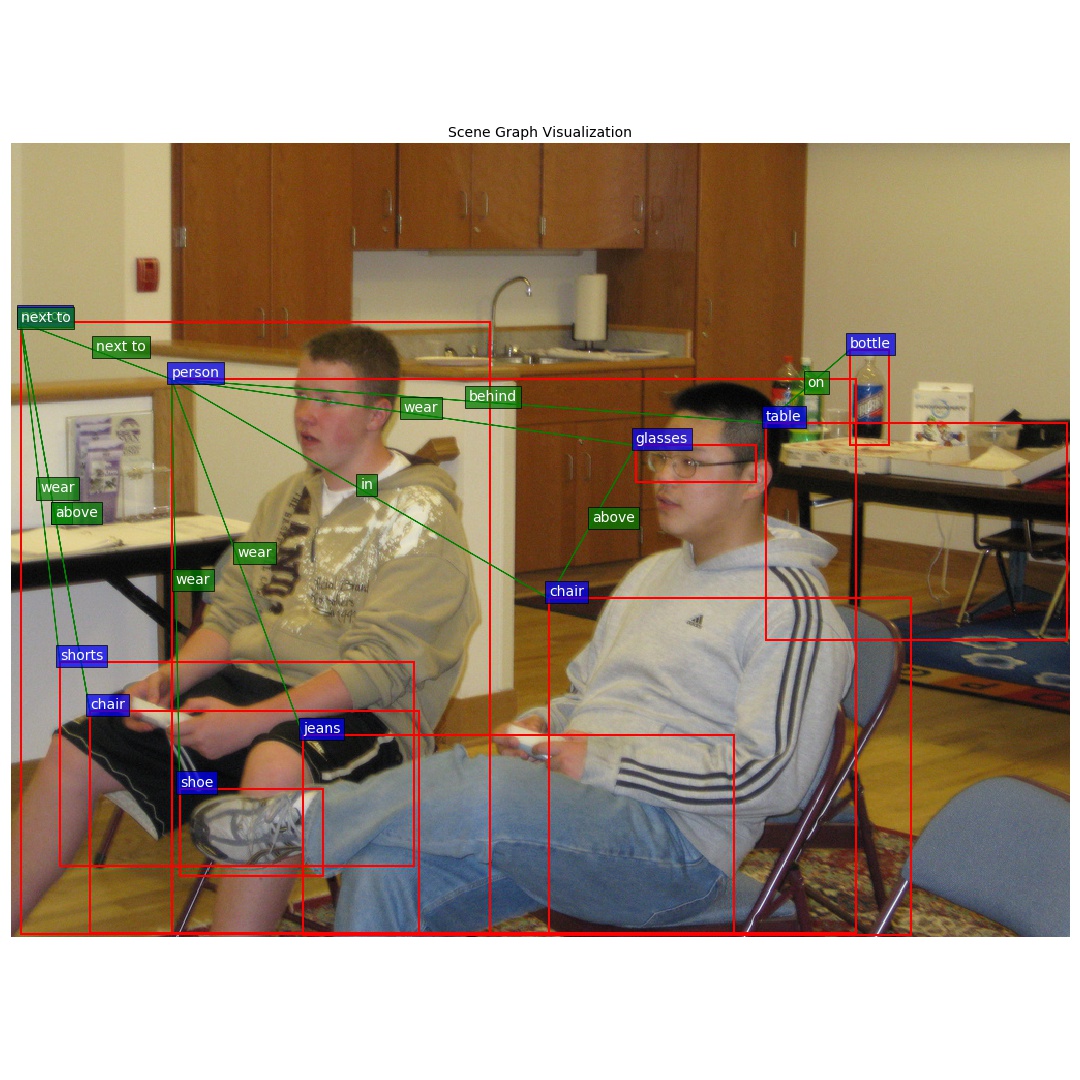 Scene Graph Visualization
next to
next to
person
bottle
on
behind
wear
table
glasses
in
wear
above
above
wear
wear
chair
shorts
chair
jeans
shoe
adidas